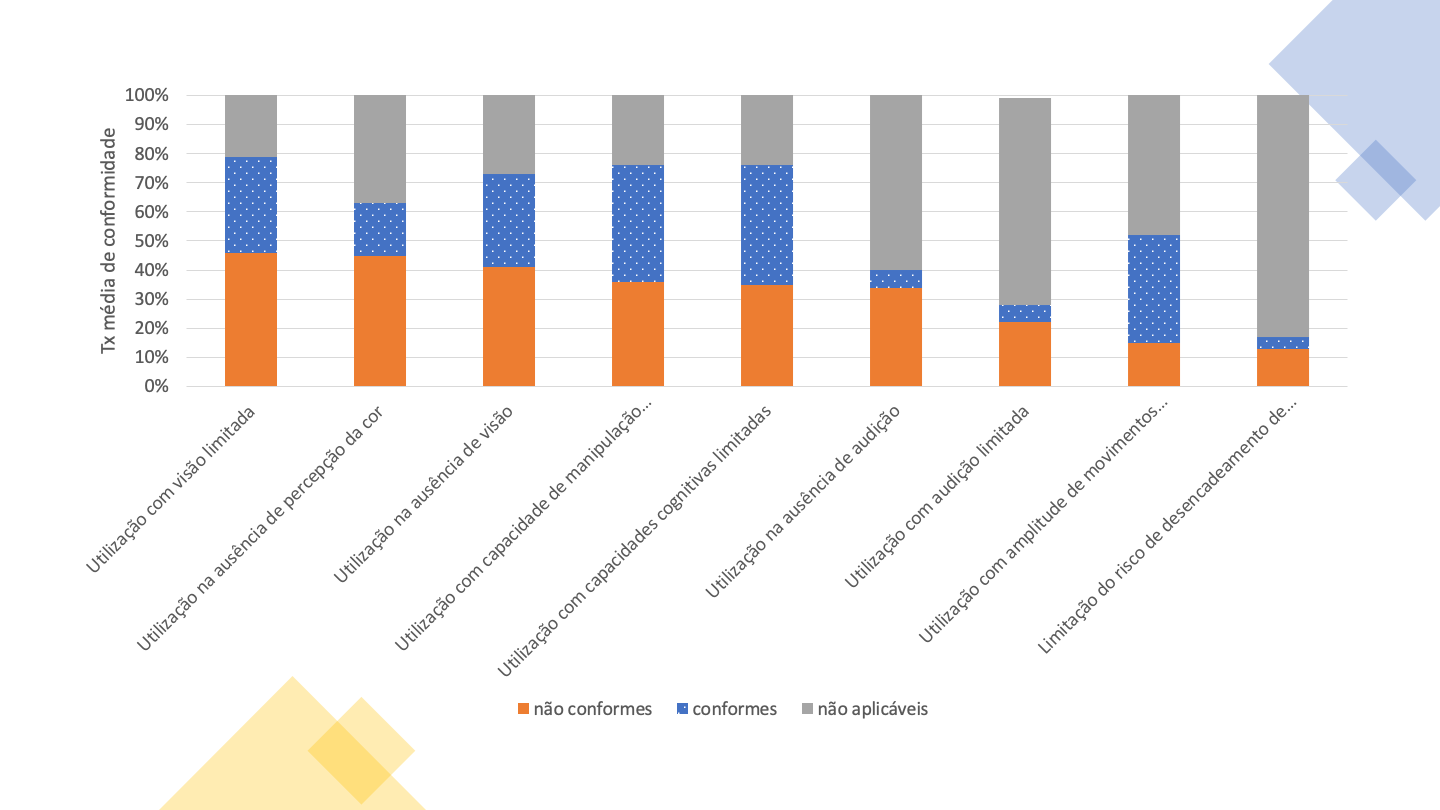 Tx média de conformidade
100%
90%
80%
70%
60%
50%
40%
30%
20%
10%
0%
Utilização com visão limitada
Utilização na ausência de percepção da cor
Utilização na ausência de visão
Utilização com capacidade de manipulação...
Utilização com capacidades cognitivas limitadas
Utilização na ausência de audição
Utilização com audição limitada
Utilização com amplitude de movimentos...
Limitação do risco de desencadeamento de...
não conformes
conformes
não aplicáveis